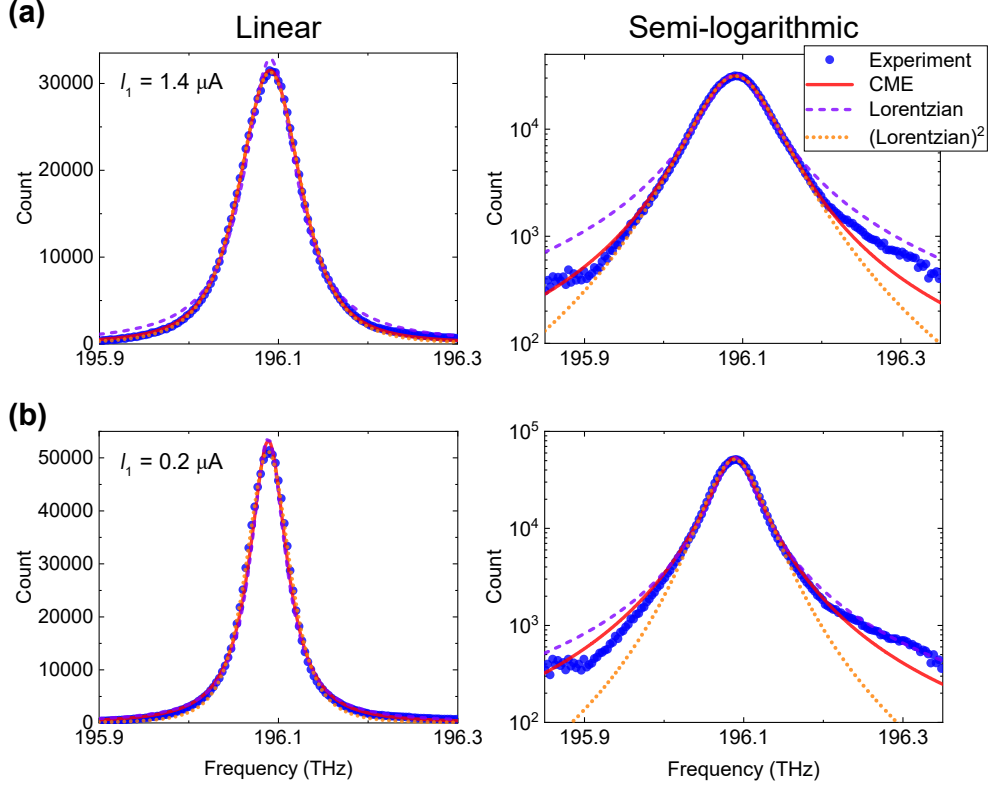 (a)
Linear
Semi-logarithmic
I₁ = 1.4 μA
Count
30000
20000
10000
0
195.9
196.1
196.3
Count
10⁴
10³
10²
195.9
196.1
196.3
Experiment
CME
Lorentzian
(Lorentzian)²
(b)
I₁ = 0.2 μA
Count
50000
40000
30000
20000
10000
0
195.9
196.1
196.3
Frequency (THz)
Count
10⁵
10⁴
10³
10²
195.9
196.1
196.3
Frequency (THz)